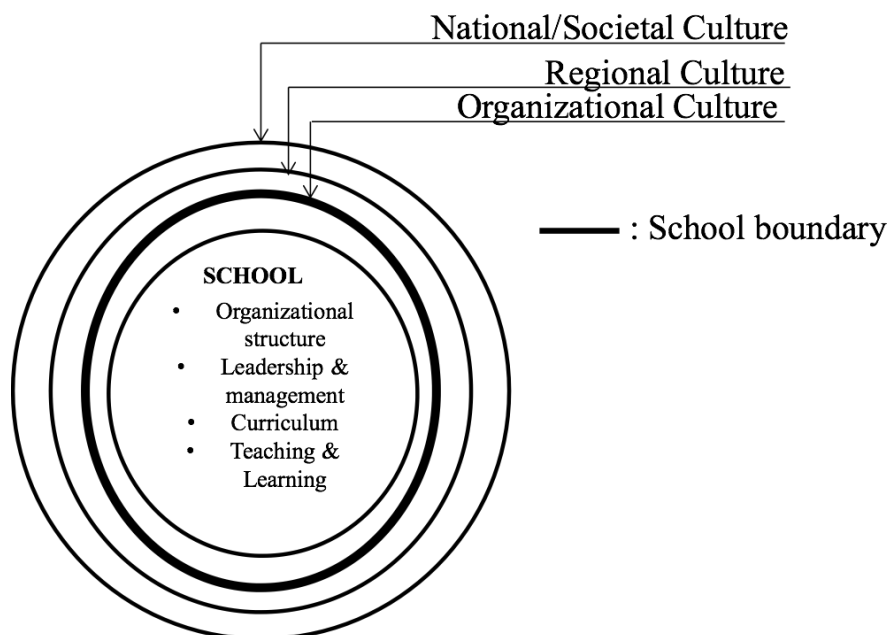 National/Societal Culture
Regional Culture
Organizational Culture
: School boundary
SCHOOL
• Organizational
structure
• Leadership &
management
• Curriculum
• Teaching &
Learning